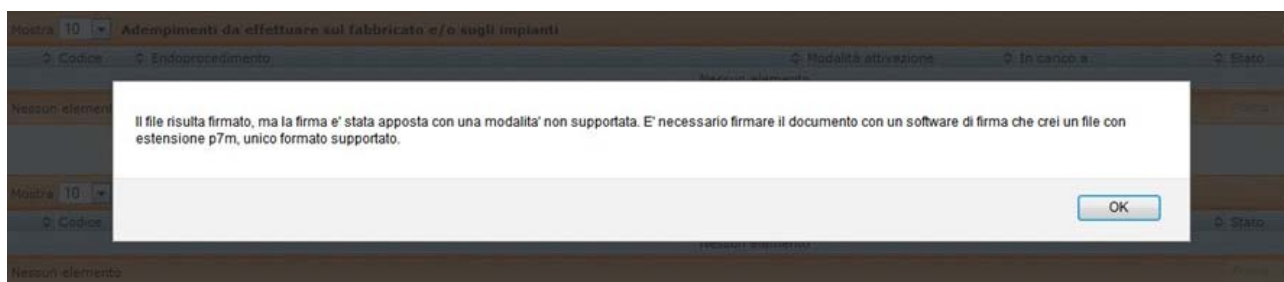 Mostra 10 Adempimenti da effettuare sul fabbricato e/o sugli impianti
Codice Endoprocedimento Modalità attivazione In carico a Stato
Nessun elemento
Nessun element
Il file risulta firmato, ma la firma e' stata apposta con una modalita' non supportata. E' necessario firmare il documento con un software di firma che crei un file con
estensione p7m, unico formato supportato.
Mostra 10
OK
Codice Stato
Nessun elemento
Nessun elemento